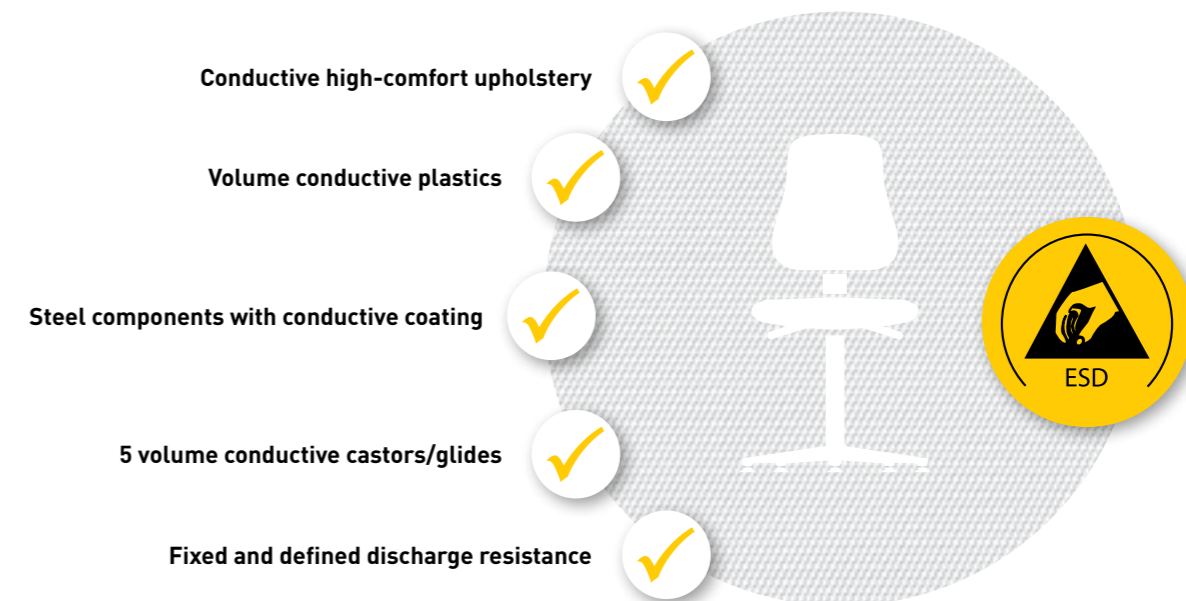 Conductive high-comfort upholstery
Volume conductive plastics
Steel components with conductive coating
ESD
5 volume conductive castors/glides
Fixed and defined discharge resistance